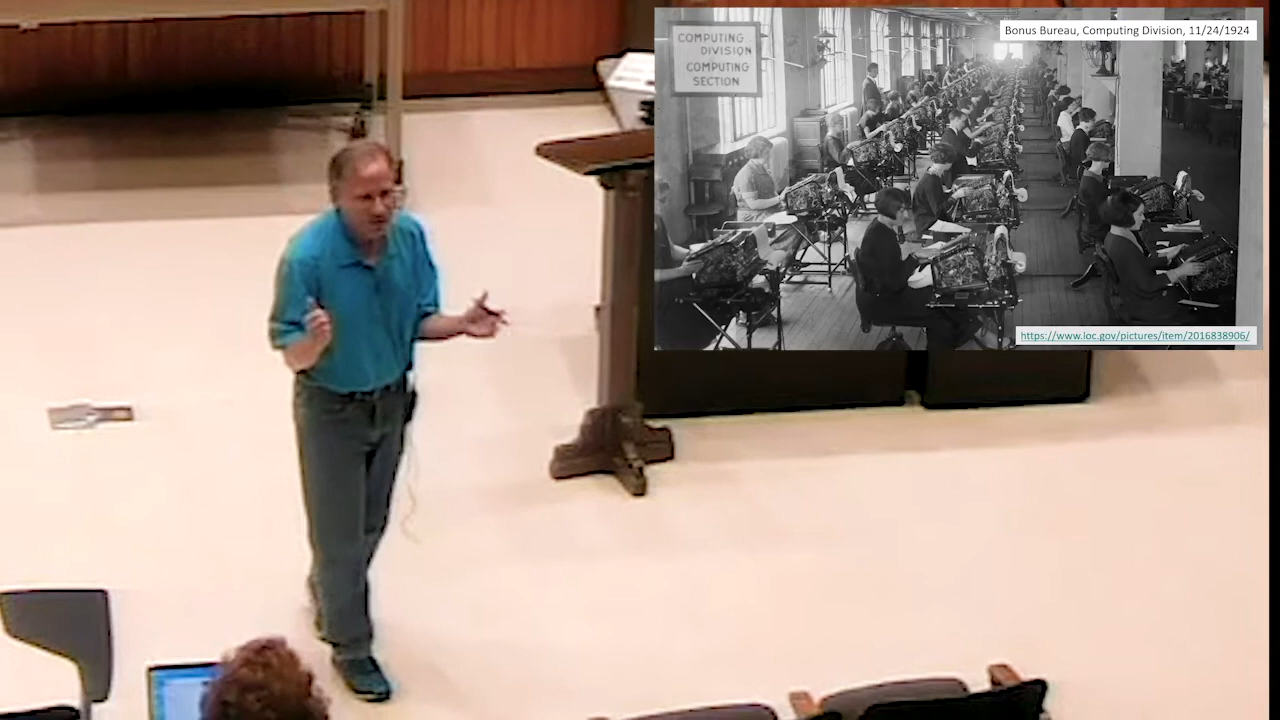 Bonus Bureau, Computing Division, 11/24/1924
COMPUTING
DIVISION
COMPUTING
SECTION
https://www.loc.gov/pictures/item/2016838906/